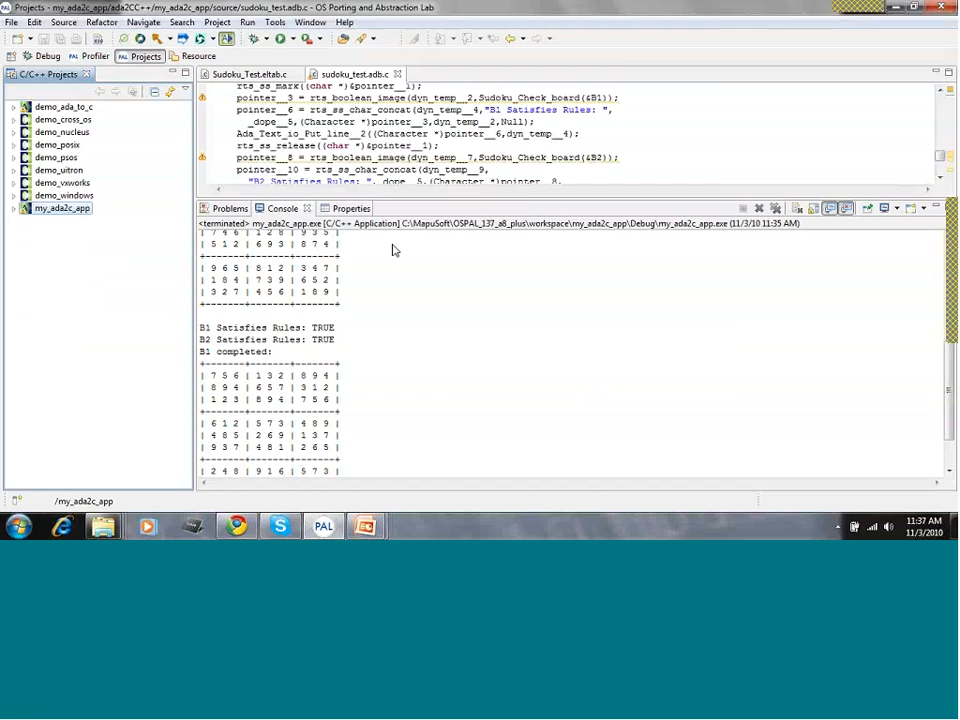 Projects - my_ada2c_app/ada2CC++/my_ada2c_app/source/sudoku_test.adb.c - OS Porting and Abstraction Lab
File Edit Source Refactor Navigate Search Project Run Tools Window Help
Debug PAL Profiler PAL Projects Resource
C/C++ Projects
demo_ada_to_c
demo_cross_os
demo_nucleus
demo_posix
demo_psos
demo_uitron
demo_vxworks
demo_windows
my_ada2c_app
Sudoku_Test.eltab.c sudoku_test.adb.c
rts_ss_mark((char *)&pointer__1);
pointer__3 = rts_boolean_image(dyn_temp__2,Sudoku_Check_board(&B1));
pointer__6 = rts_ss_char_concat(dyn_temp__4,"B1 Satisfies Rules: ",
_dope__5,(Character *)pointer__3,dyn_temp__2,Null);
Ada_Text_io_Put_line__2((Character *)pointer__6,dyn_temp__4);
rts_ss_release((char *)&pointer__1);
pointer__8 = rts_boolean_image(dyn_temp__7,Sudoku_Check_board(&B2));
pointer__10 = rts_ss_char_concat(dyn_temp__9,
"B2 Satisfies Rules: ",_dope__5,(Character *)pointer__8,
Problems Console Properties
<terminated> my_ada2c_app.exe [C/C++ Application] C:\MapuSoft\OSPAL_137_a8_plus\workspace\my_ada2c_app\Debug\my_ada2c_app.exe (11/3/10 11:35 AM)
| 7 4 6 | 1 2 8 | 9 3 5 |
| 5 1 2 | 6 9 3 | 8 7 4 |
+-------+-------+-------+
| 9 6 5 | 8 1 2 | 3 4 7 |
| 1 8 4 | 7 3 9 | 6 5 2 |
| 3 2 7 | 4 5 6 | 1 8 9 |
+-------+-------+-------+
B1 Satisfies Rules: TRUE
B2 Satisfies Rules: TRUE
B1 completed:
+-------+-------+-------+
| 7 5 6 | 1 3 2 | 8 9 4 |
| 8 9 4 | 6 5 7 | 3 1 2 |
| 1 2 3 | 8 9 4 | 7 5 6 |
+-------+-------+-------+
| 6 1 2 | 5 7 3 | 4 8 9 |
| 4 8 5 | 2 6 9 | 1 3 7 |
| 9 3 7 | 4 8 1 | 2 6 5 |
+-------+-------+-------+
| 2 4 8 | 9 1 6 | 5 7 3 |
/my_ada2c_app
PAL
11:37 AM
11/3/2010